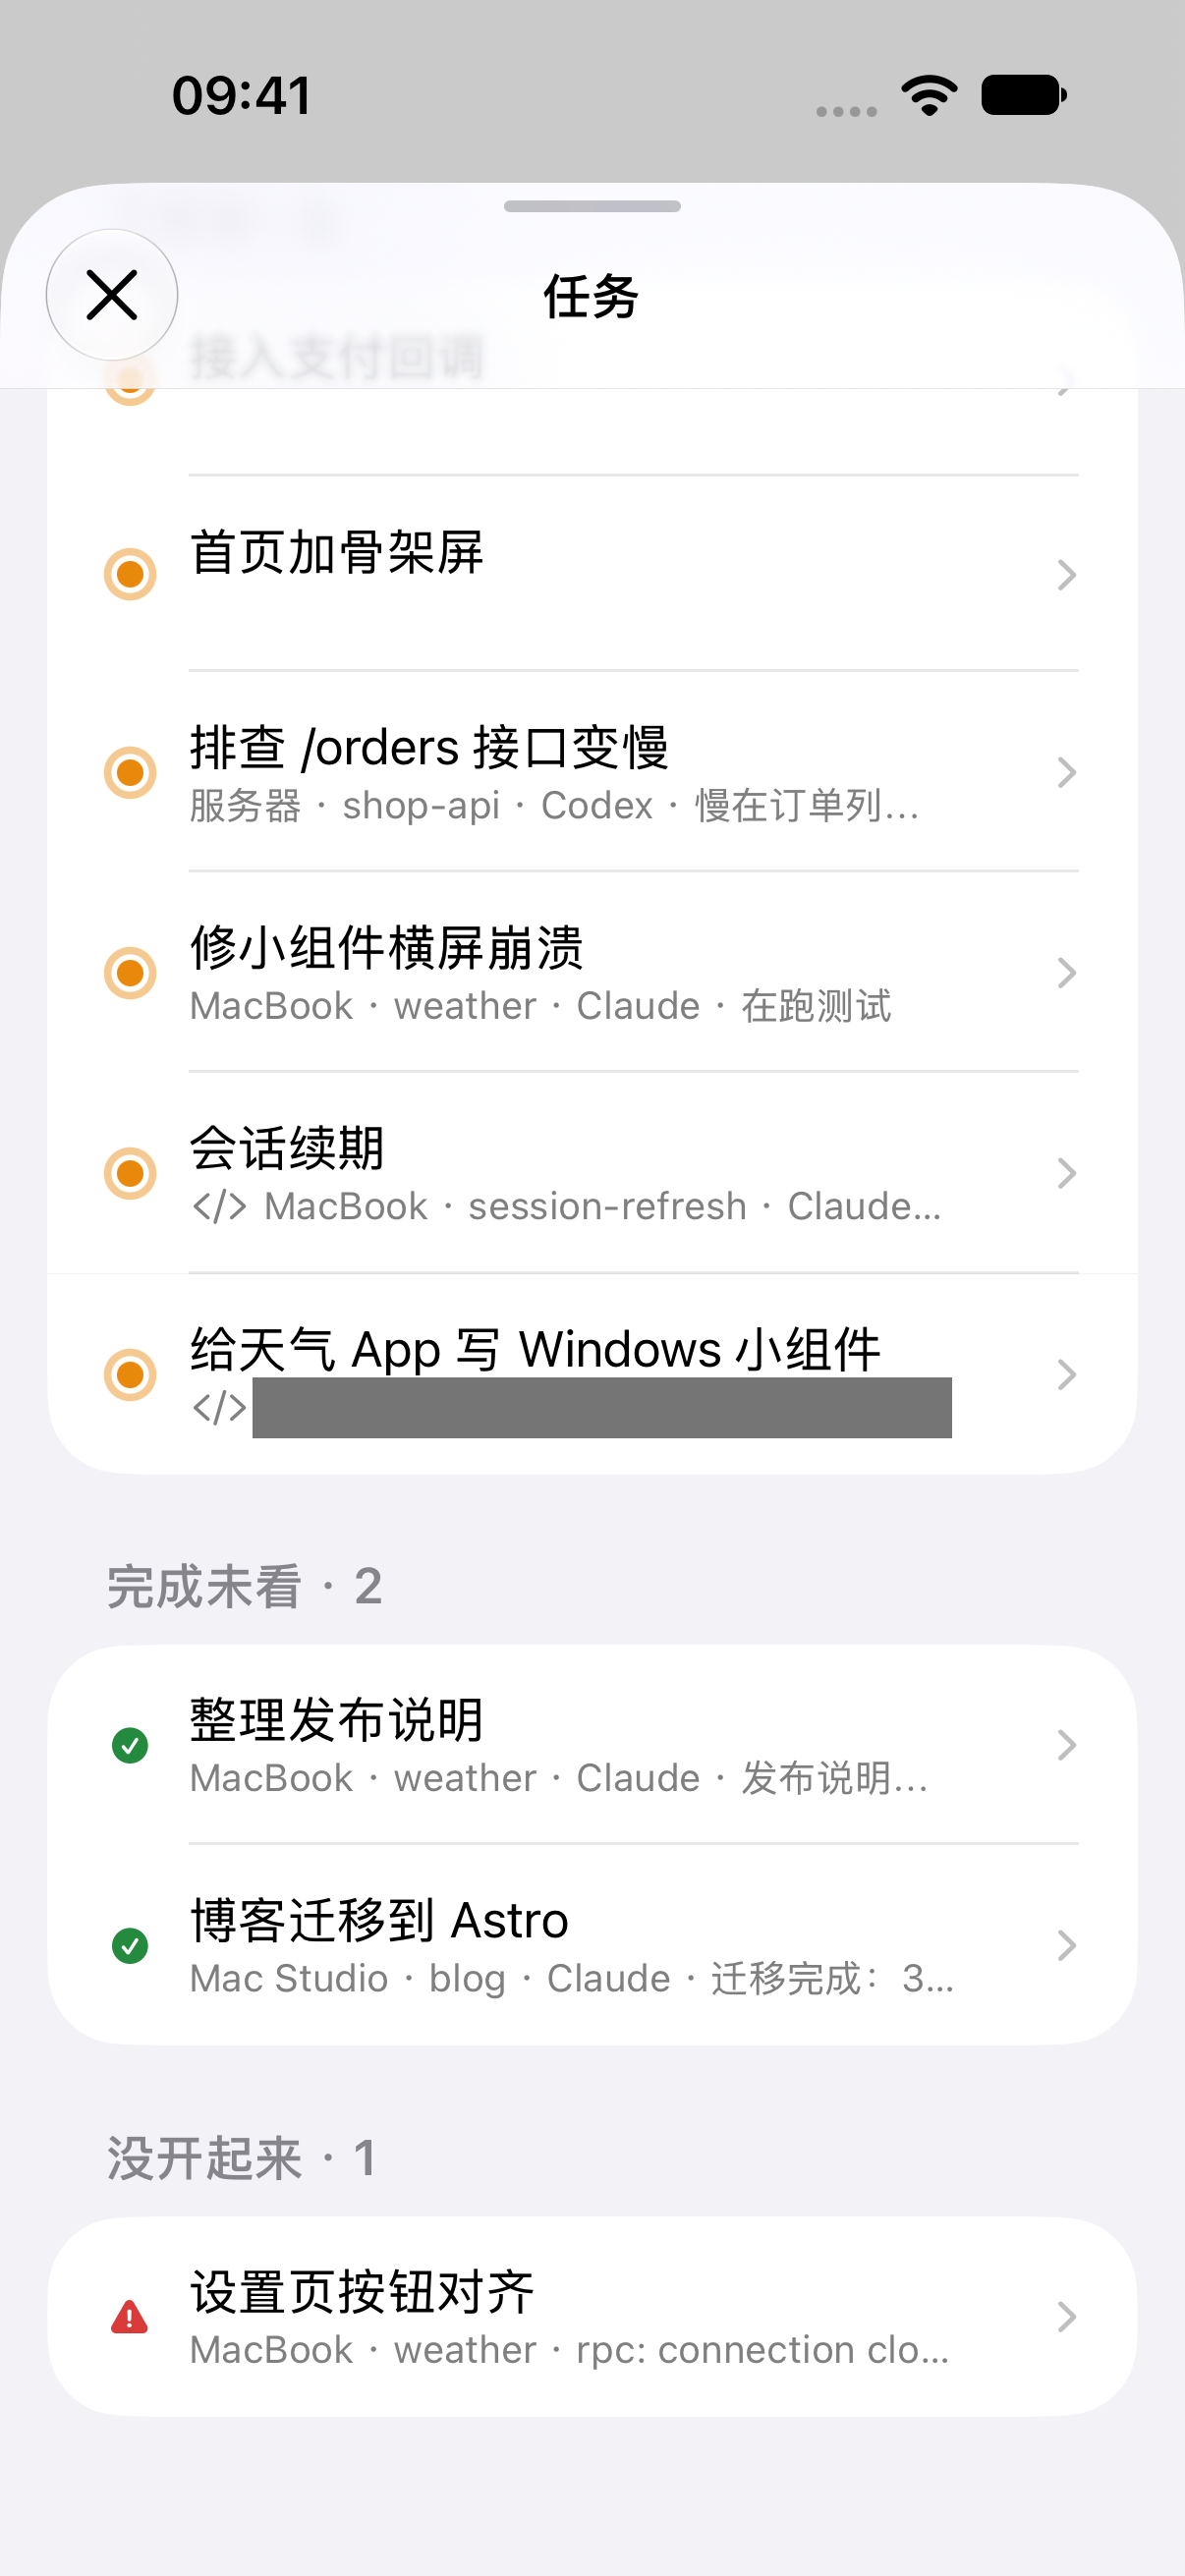 09:41
任务
接入支付回调
首页加骨架屏
排查 /orders 接口变慢
服务器 · shop-api · Codex · 慢在订单列…
修小组件横屏崩溃
MacBook · weather · Claude · 在跑测试
会话续期
</> MacBook · session-refresh · Claude…
给天气 App 写 Windows 小组件
</>
完成未看 · 2
整理发布说明
MacBook · weather · Claude · 发布说明…
博客迁移到 Astro
Mac Studio · blog · Claude · 迁移完成：3…
没开起来 · 1
设置页按钮对齐
MacBook · weather · rpc: connection clo…